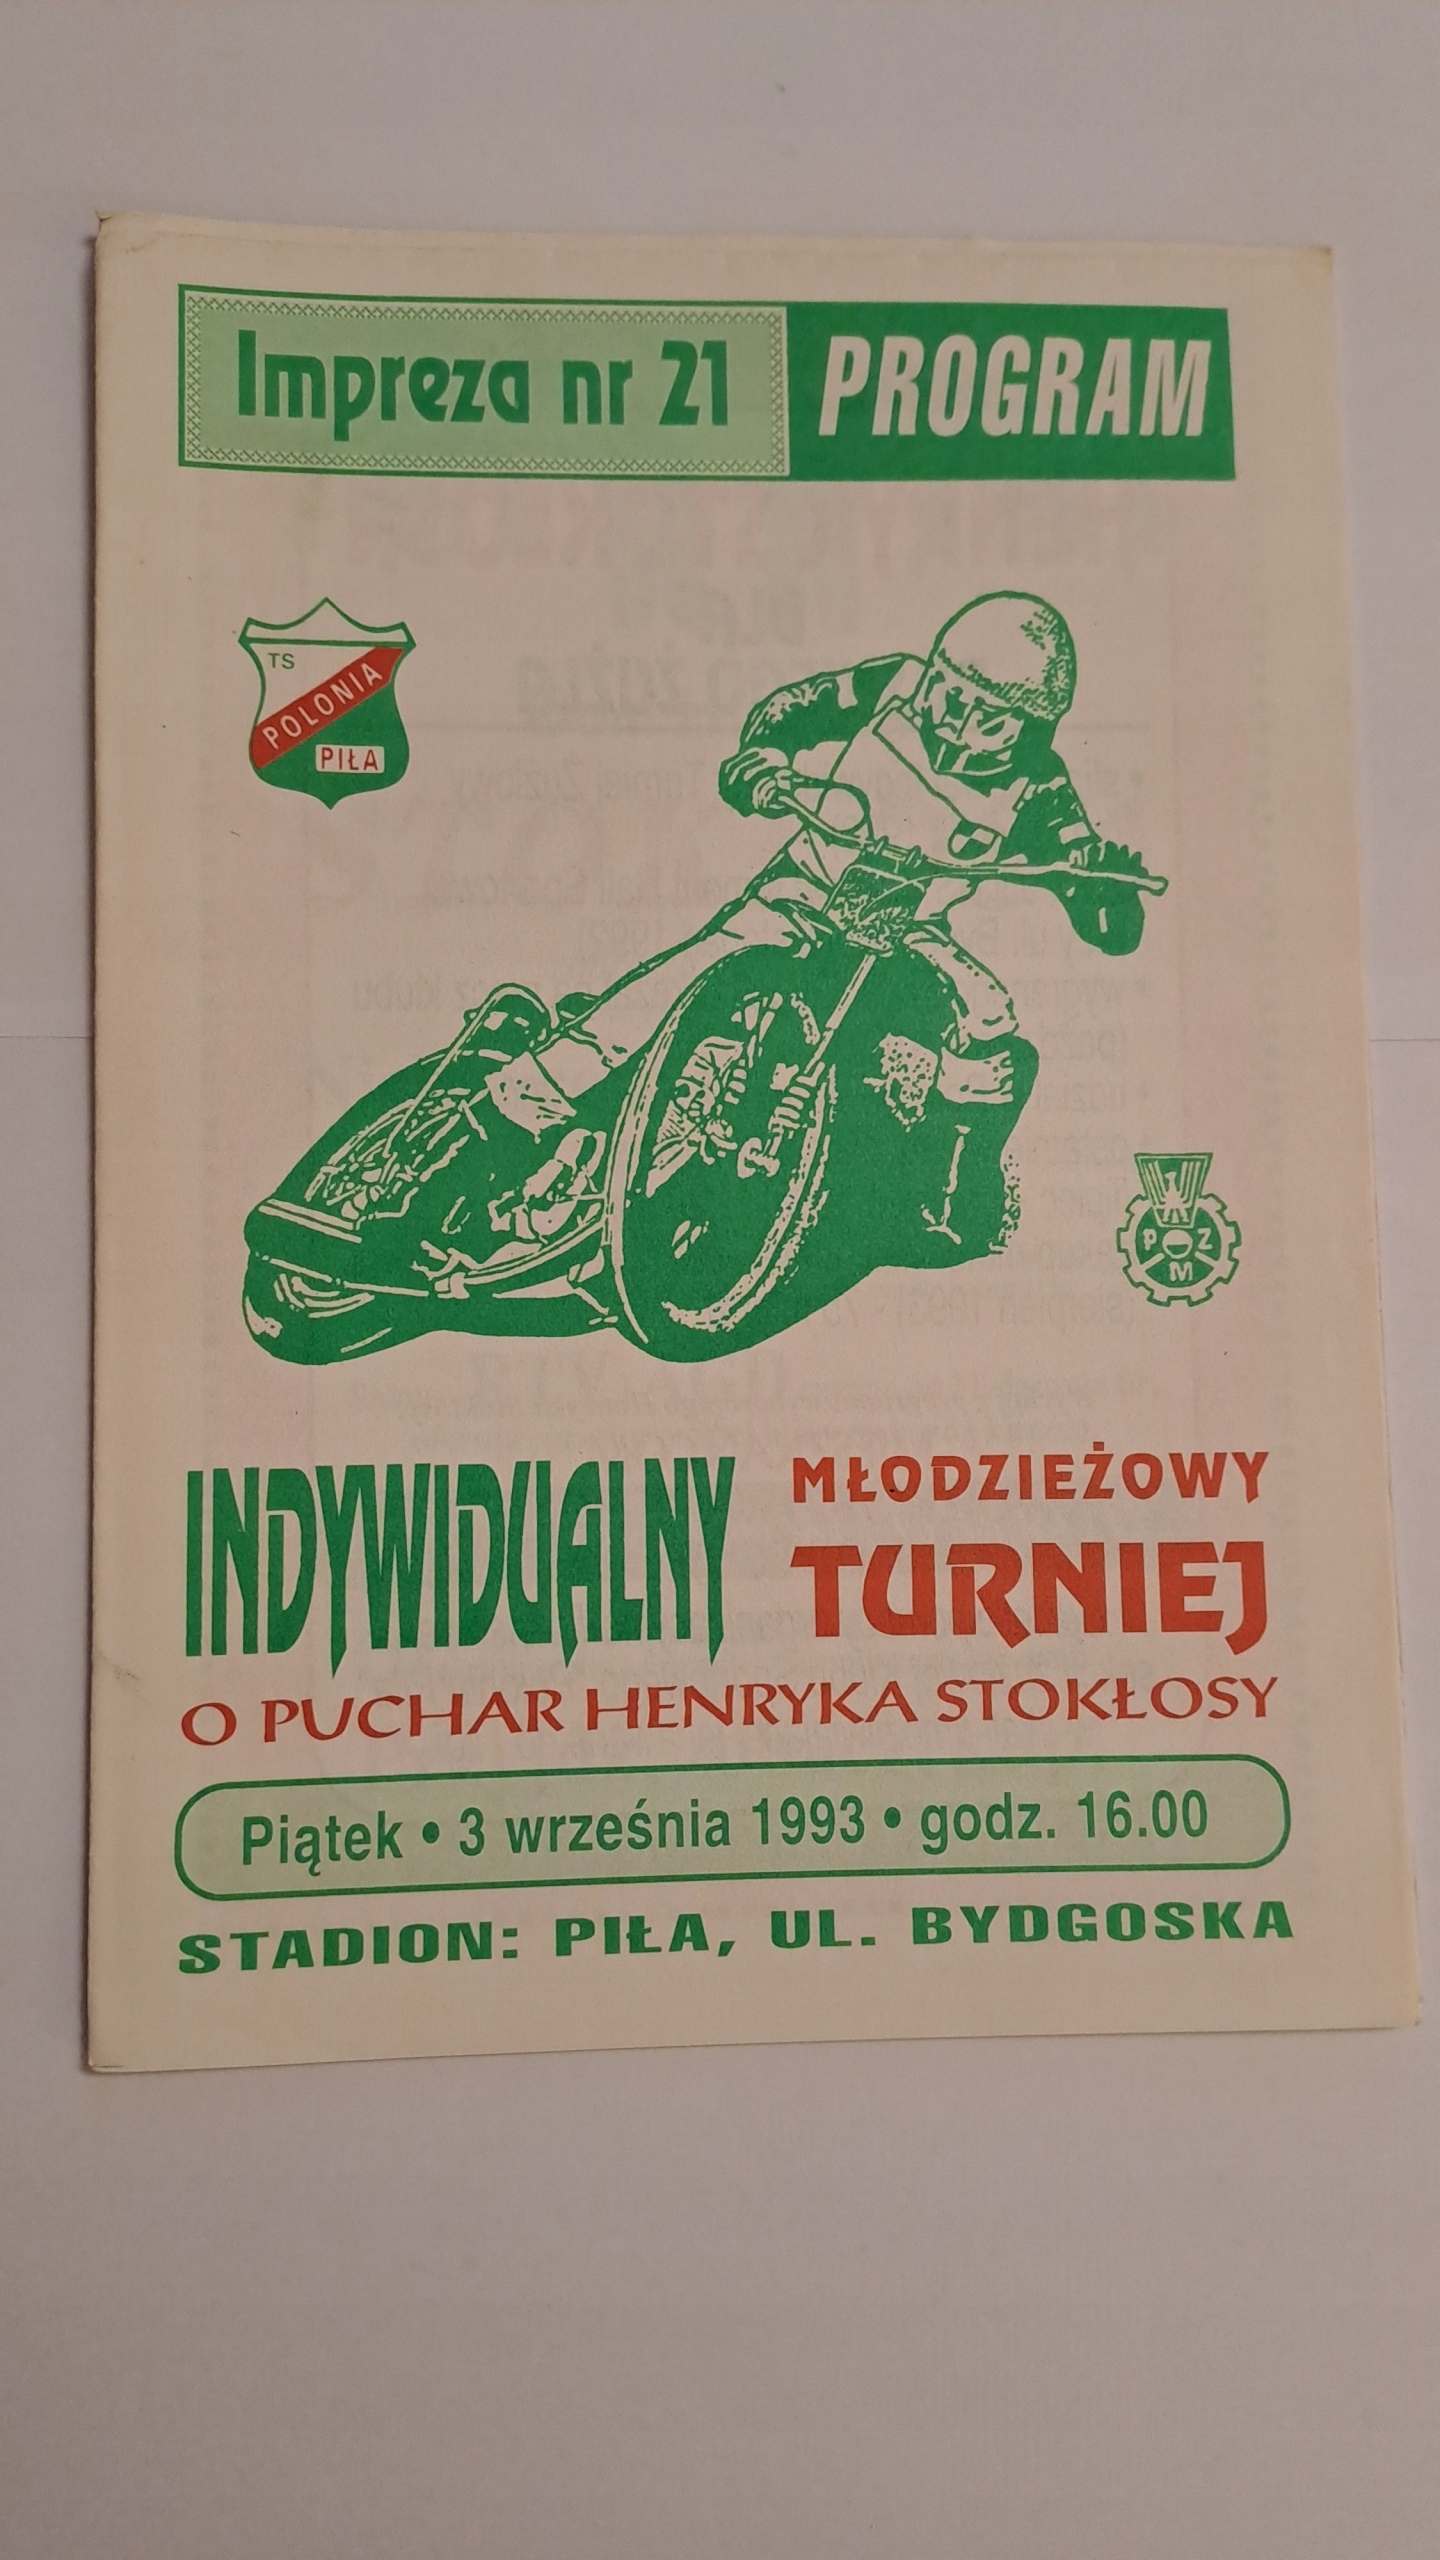 Impreza nr 21
PROGRAM
TS
POLONIA
PIŁA
P Z
M
INDYWIDUALNY
MŁODZIEŻOWY
TURNIEJ
O PUCHAR HENRYKA STOKŁOSY
Piątek • 3 września 1993 • godz. 16.00
STADION: PIŁA, UL. BYDGOSKA